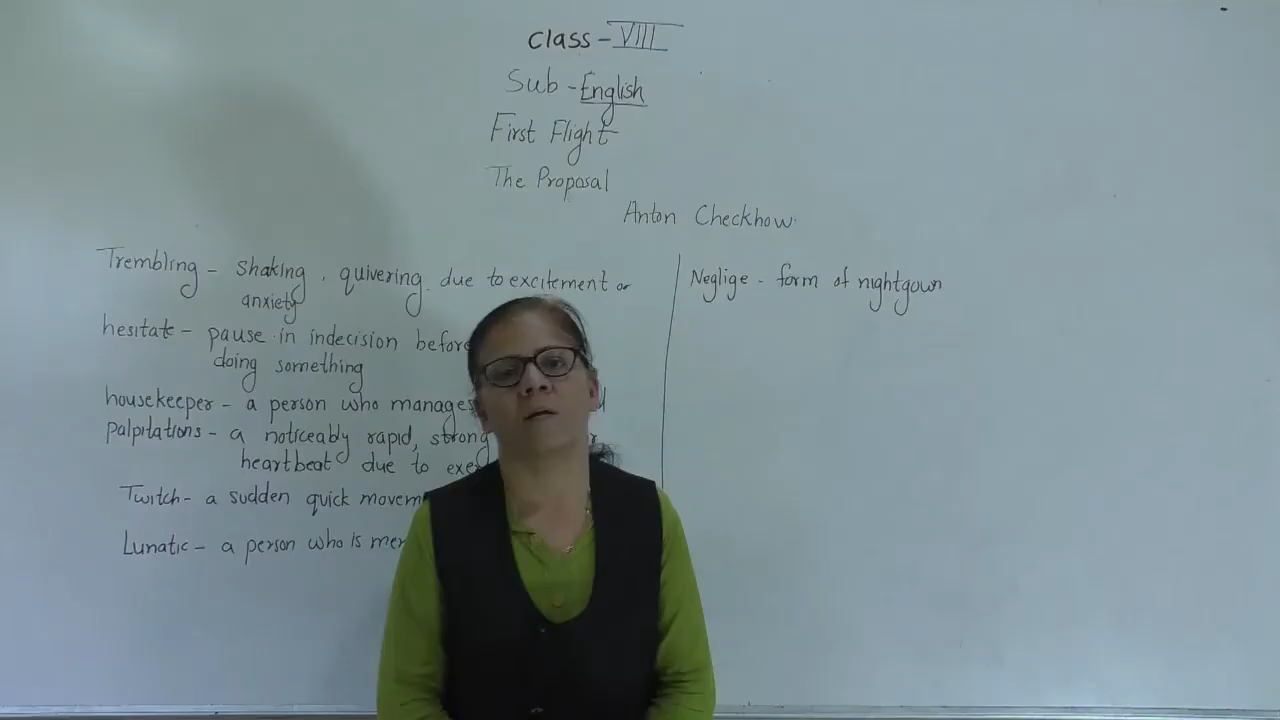 Class - VIII
Sub - English
First Flight
The Proposal
Anton Checkhow
Trembling - shaking, quivering due to excitement or
anxiety
hesitate - pause in indecision before
doing something
housekeeper - a person who manages
palpitations - a noticeably rapid, strong
heartbeat due to
Twitch - a sudden quick
Lunatic - a person who is
Neglige - form of nightgown